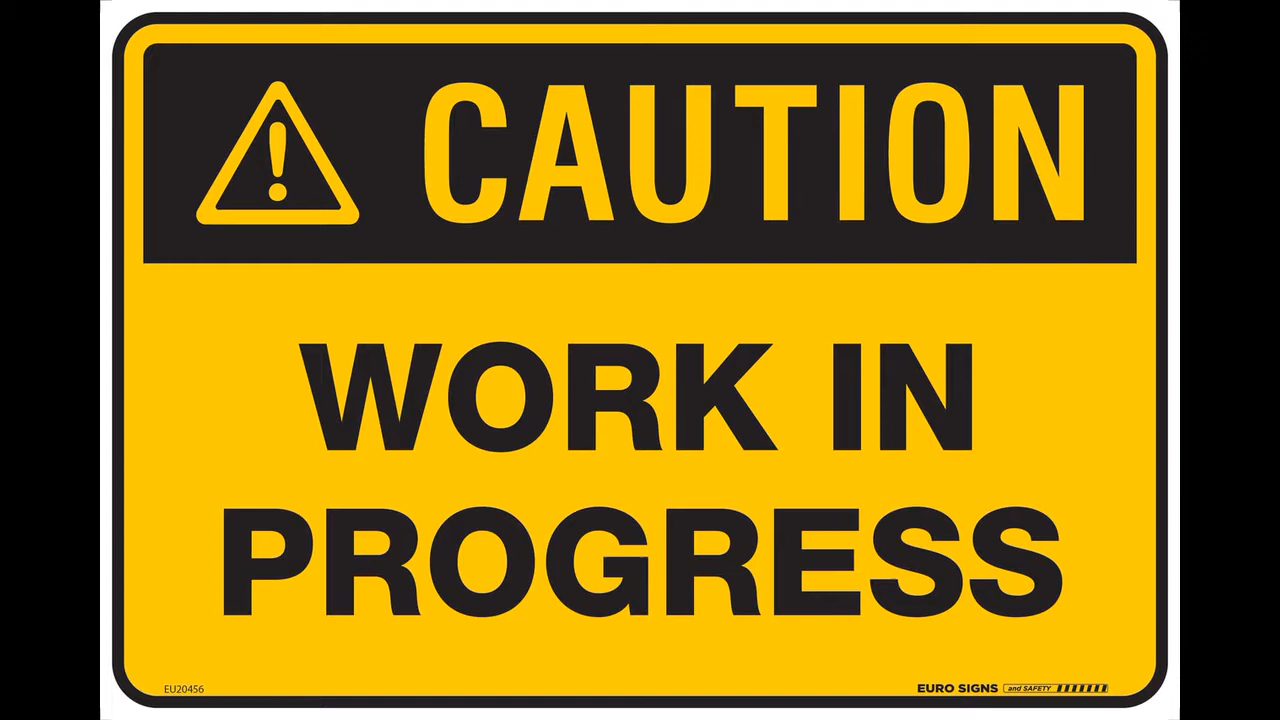 CAUTION
WORK IN
PROGRESS
EU20456
EURO SIGNS and SAFETY